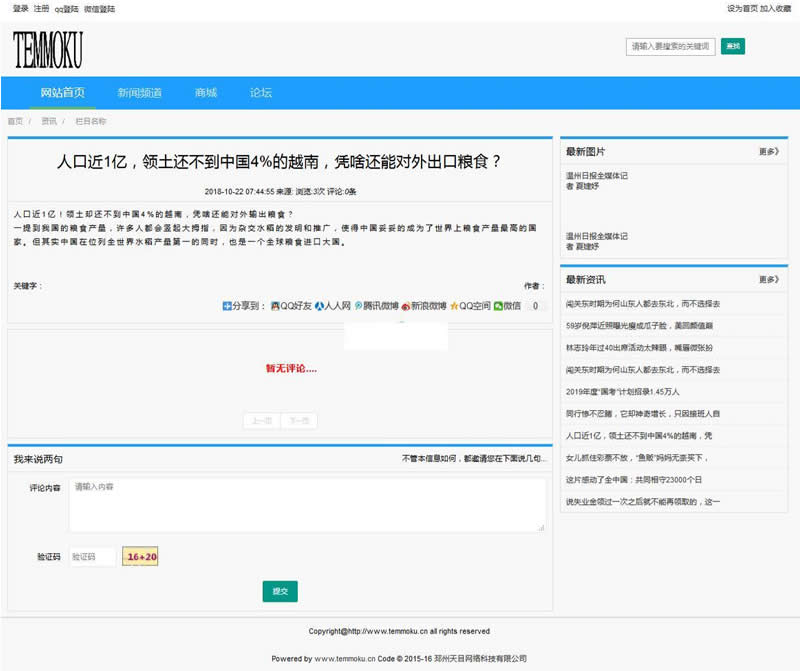 登录 注册 qq登陆 微信登陆
设为首页 加入收藏
TEMMOKU
请输入要搜索的关键词 查找
网站首页 新闻频道 商城 论坛
首页 / 资讯 / 栏目名称
人口近1亿，领土还不到中国4%的越南，凭啥还能对外出口粮食？
2018-10-22 07:44:55 来源: 浏览:3次 评论:0条
人口近1亿！领土却还不到中国4%的越南，凭啥还能对外输出粮食？
一提到我国的粮食产量，许多人都会竖起大拇指，因为杂交水稻的发明和推广，使得中国妥妥的成为了世界上粮食产量最高的国
家。但其实中国在位列全世界水稻产量第一的同时，也是一个全球粮食进口大国。
关键字： 作者：
分享到： QQ好友 人人网 腾讯微博 新浪微博 QQ空间 微信 0
暂无评论....
上一页 下一页
我来说两句 不管本信息如何，都邀请您在下面说几句...
评论内容 请输入内容
验证码 验证码 16+20
提交
最新图片 更多》
温州日报全媒体记
者 夏婕妤
温州日报全媒体记
者 夏婕妤
最新资讯 更多》
闯关东时期为何山东人都去东北，而不选择去
59岁倪萍近照曝光瘦成瓜子脸，美回颜值巅
林志玲年过40出席活动太辣眼，嘴唇微张扮
闯关东时期为何山东人都去东北，而不选择去
2019年度"国考"计划招录1.45万人
同行惨不忍睹，它却神奇增长，只因接班人自
人口近1亿，领土还不到中国4%的越南，凭
女儿抓住彩票不放，"鱼贩"妈妈无奈买下，
这片感动了全中国：共同相守23000个日
说失业金领过一次之后就不能再领取的，这一
Copyright@http://www.temmoku.cn all rights reserved
Powered by www.temmoku.cn Code © 2015-16 郑州天目网络科技有限公司